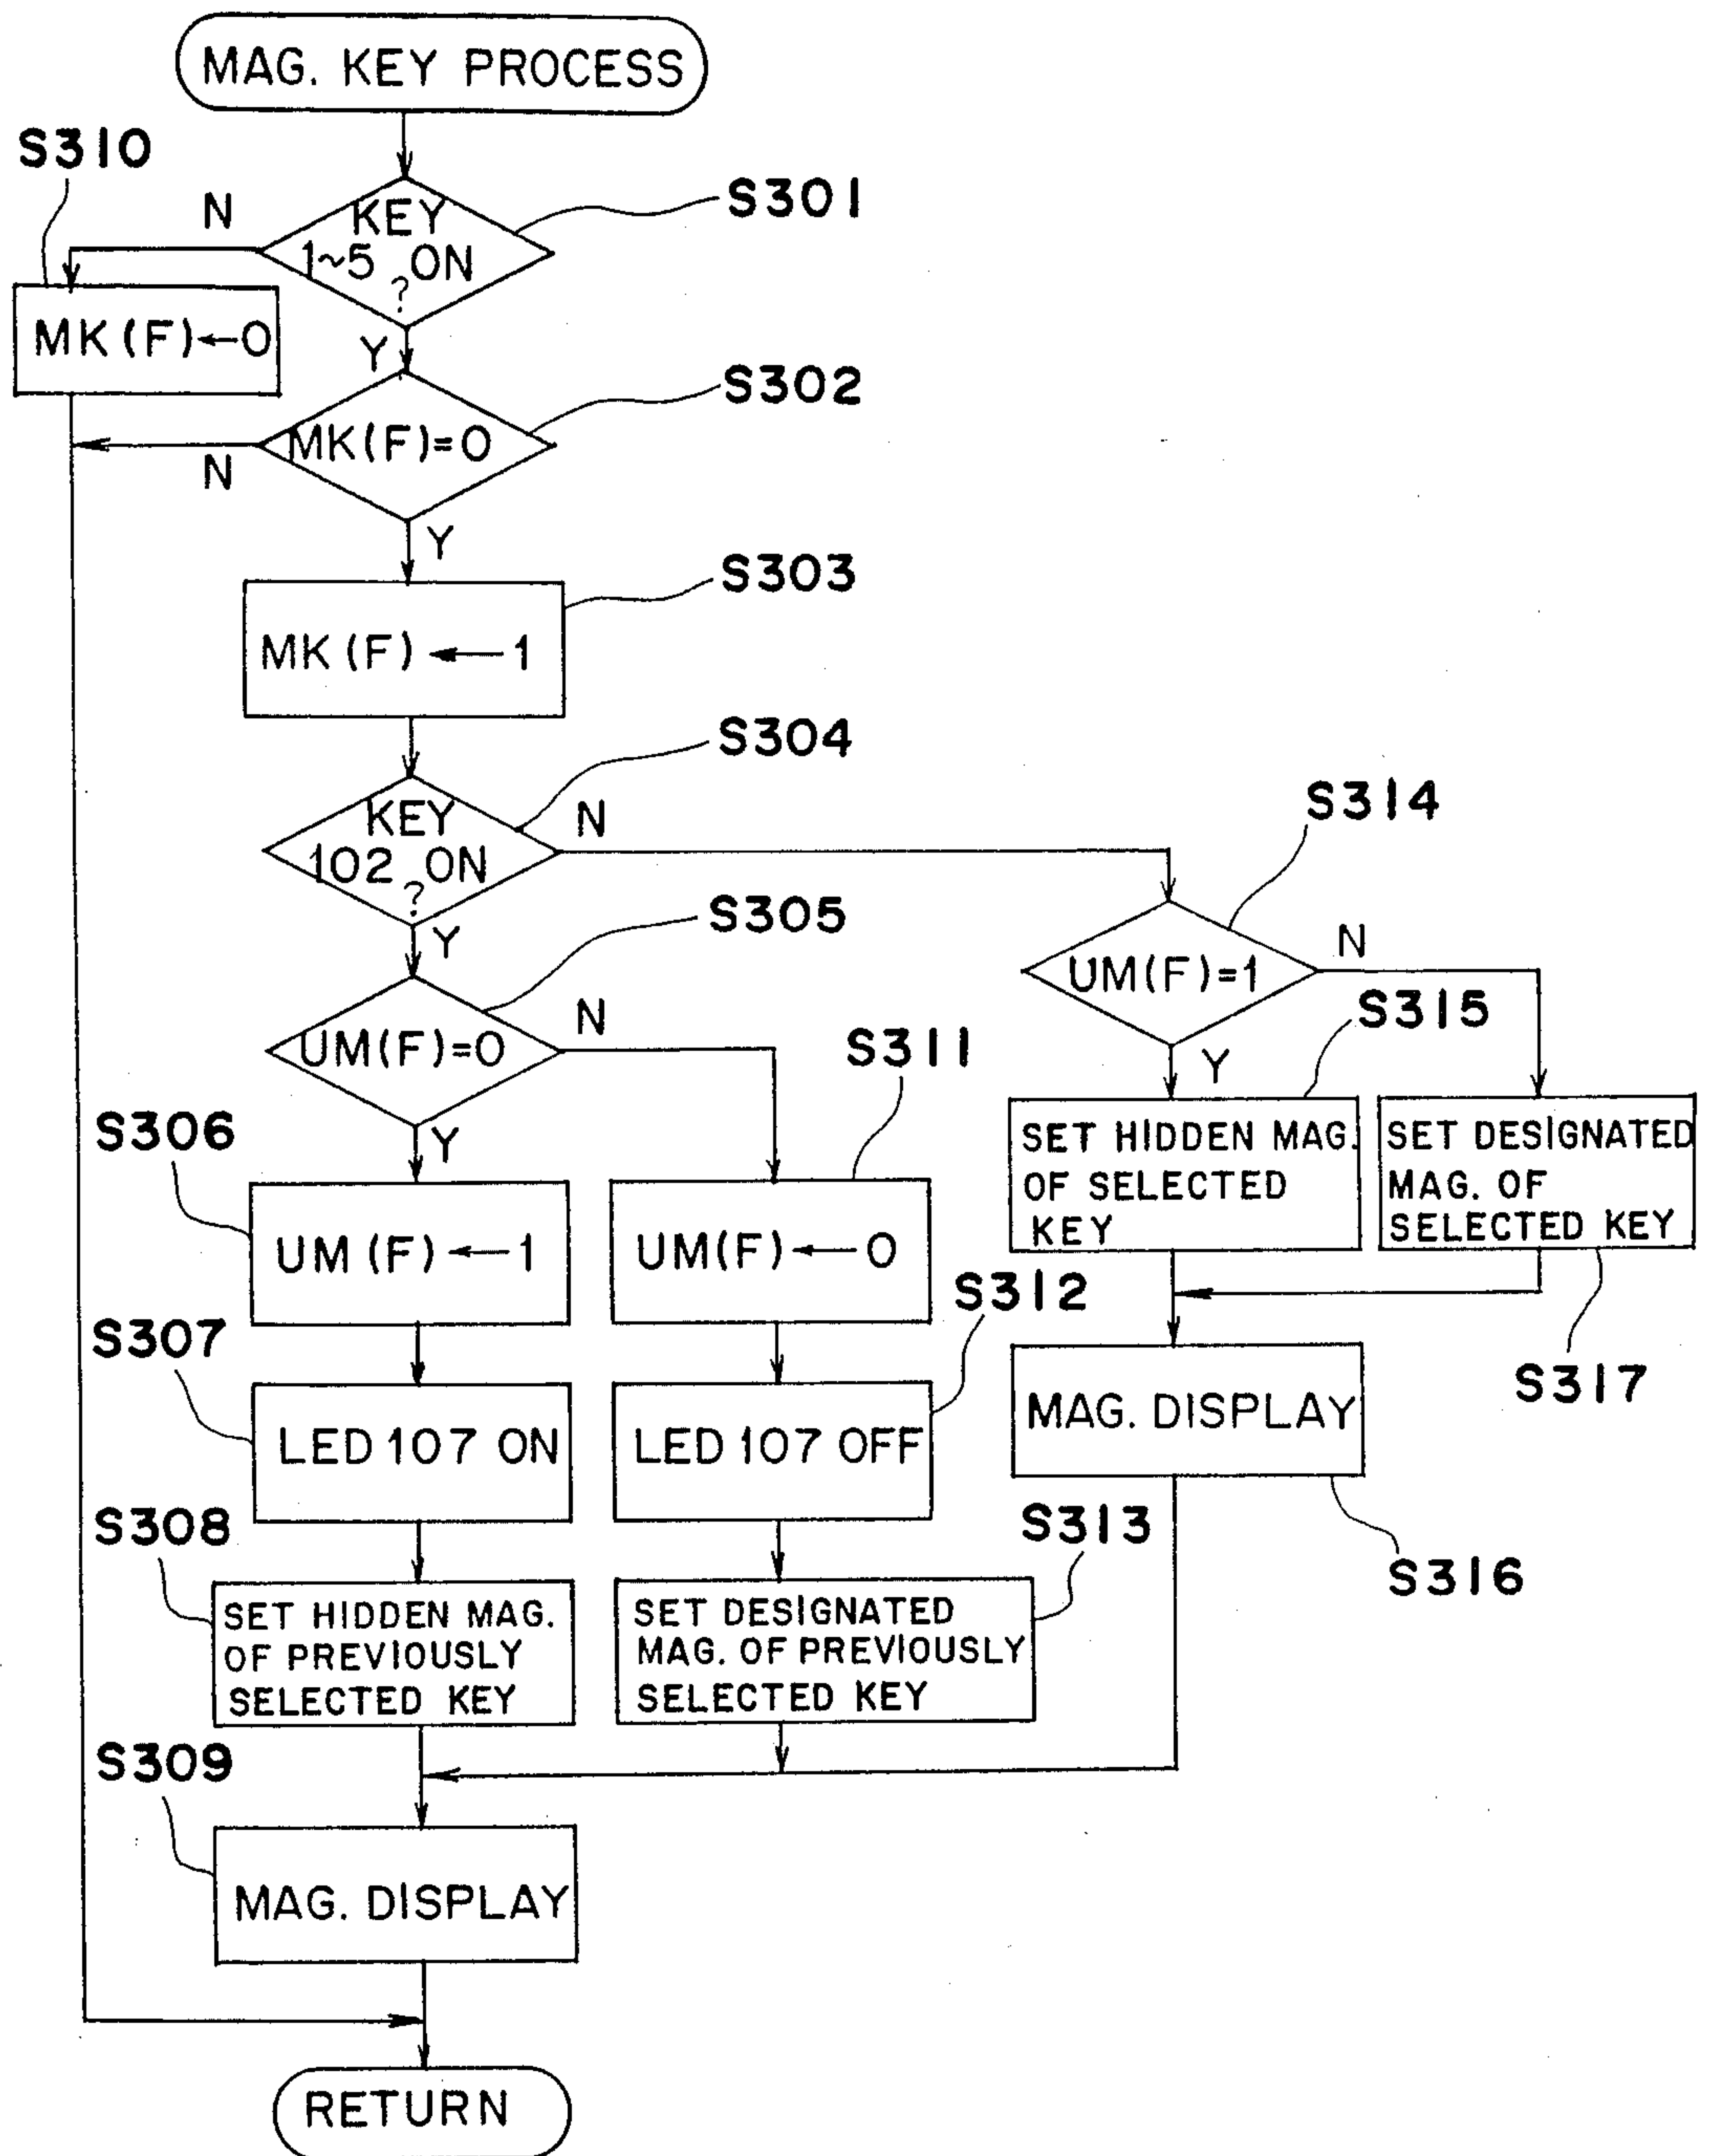 MAG. KEY PROCESS
S310
S301
N
KEY
1~5 ON
?
MK(F)←0
Y
S302
MK(F)=0
N
Y
S303
MK(F)←1
S304
KEY
102 ON
?
N
S314
Y
S305
UM(F)=1
N
UM(F)=0
N
S311
S315
Y
S306
Y
SET HIDDEN MAG.
OF SELECTED
KEY
SET DESIGNATED
MAG. OF
SELECTED KEY
UM(F)←1
UM(F)←0
S312
S307
S317
MAG. DISPLAY
LED 107 ON
LED 107 OFF
S308
S313
S316
SET HIDDEN MAG.
OF PREVIOUSLY
SELECTED KEY
SET DESIGNATED
MAG. OF PREVIOUSLY
SELECTED KEY
S309
MAG. DISPLAY
RETURN